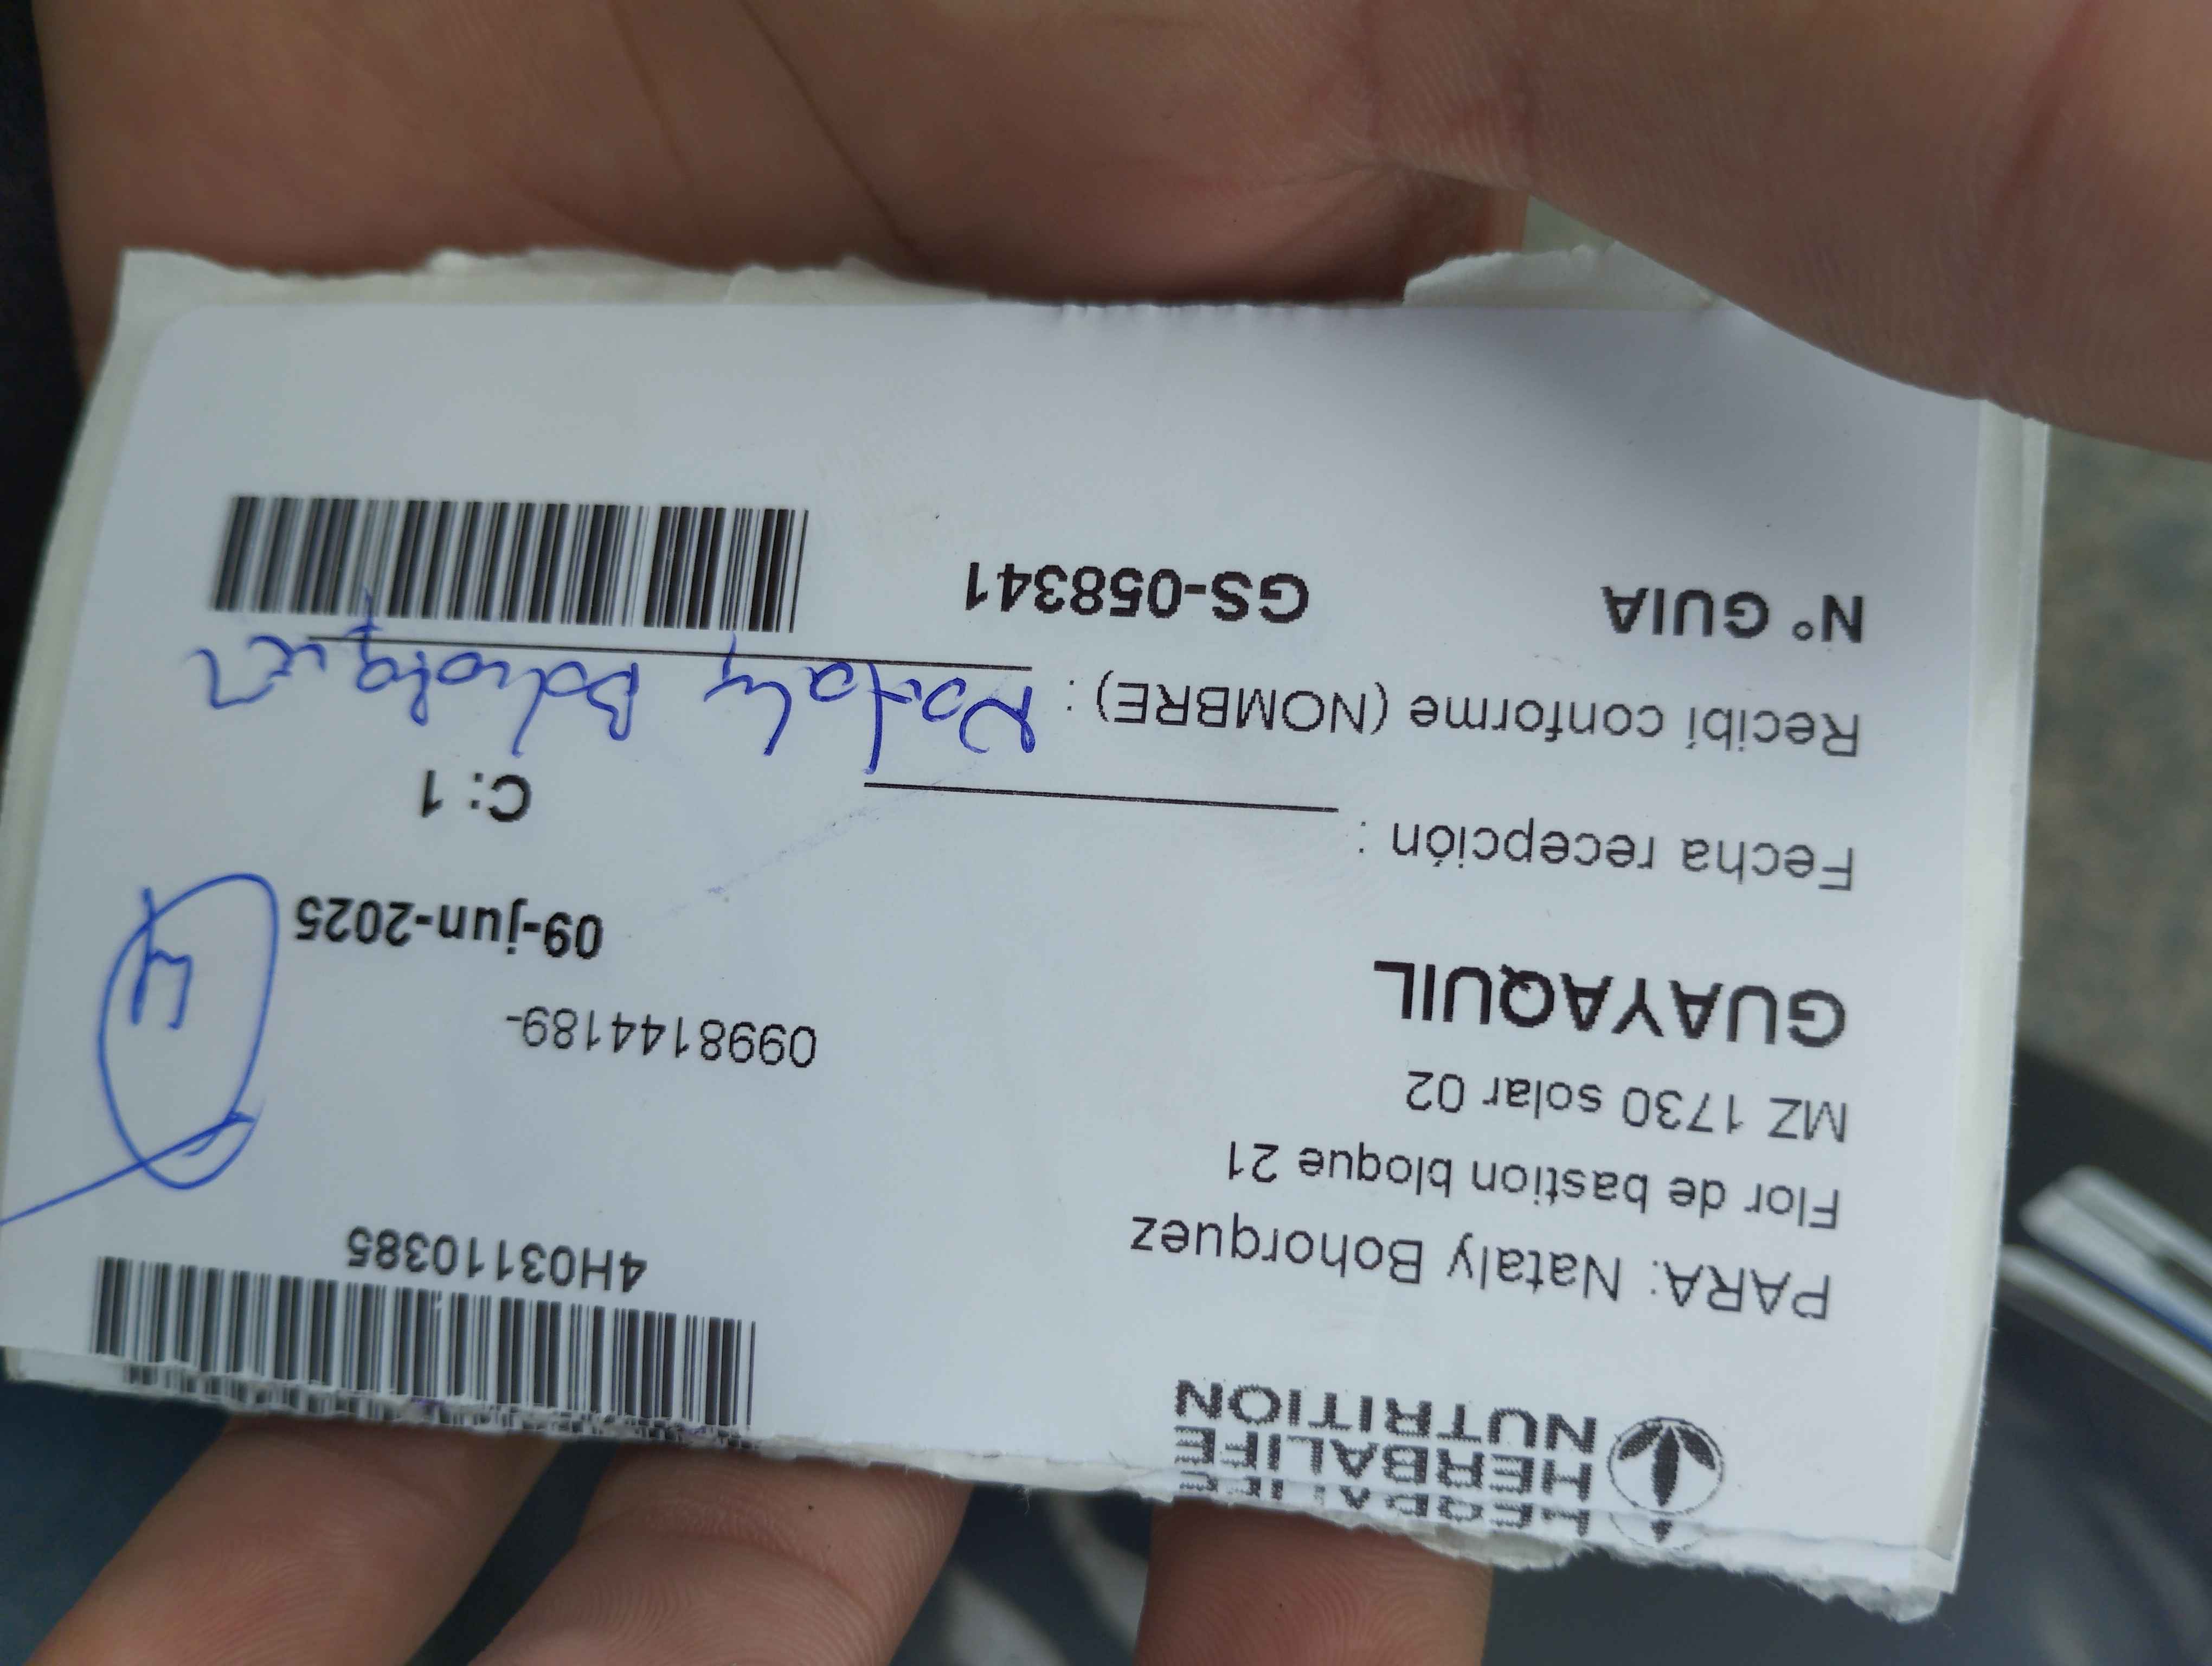 HERBALIFE
NUTRITION
4H03110385
PARA: Nataly Bohorquez
Flor de bastion bloque 21
MZ 1730 solar 02
0998144189-
GUAYAQUIL
09-jun-2025
4
Fecha recepción :
C: 1
Recibí conforme (NOMBRE) : Nataly Bohorquez
N° GUIA GS-058341